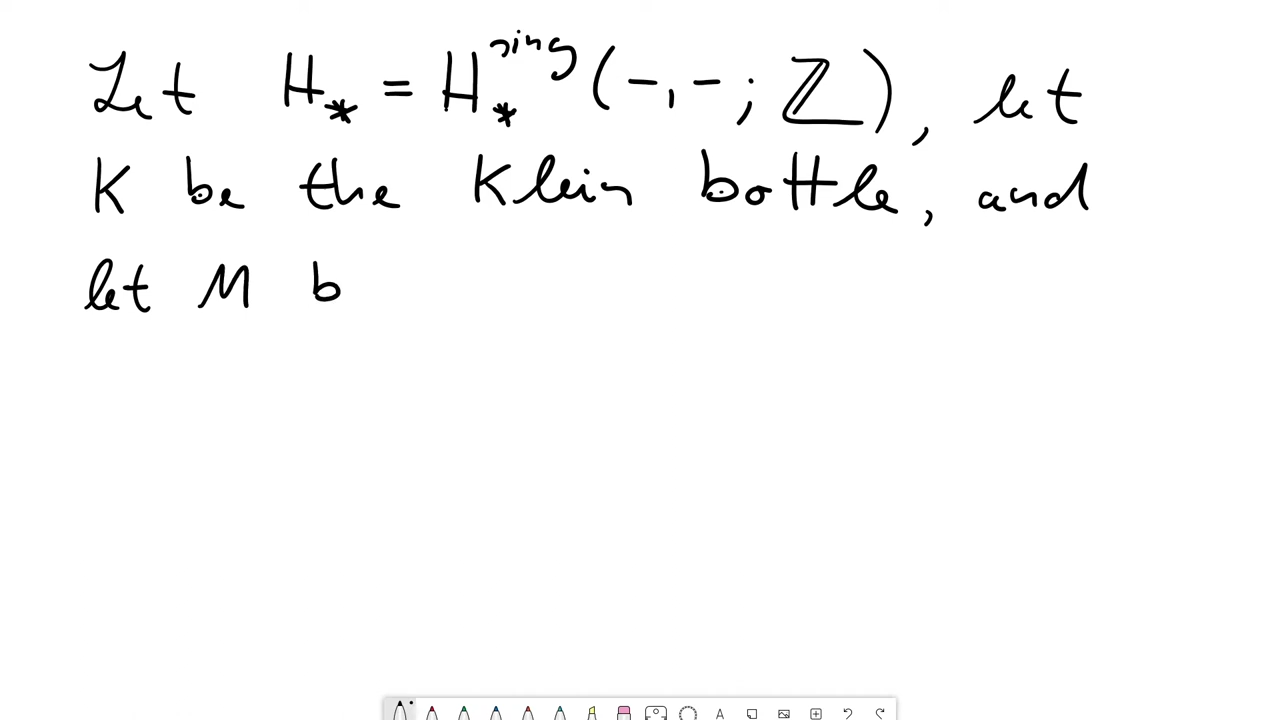 Let H_* = H_*^{sing}(-,-; ℤ), let
K be the Klein bottle, and
let M b